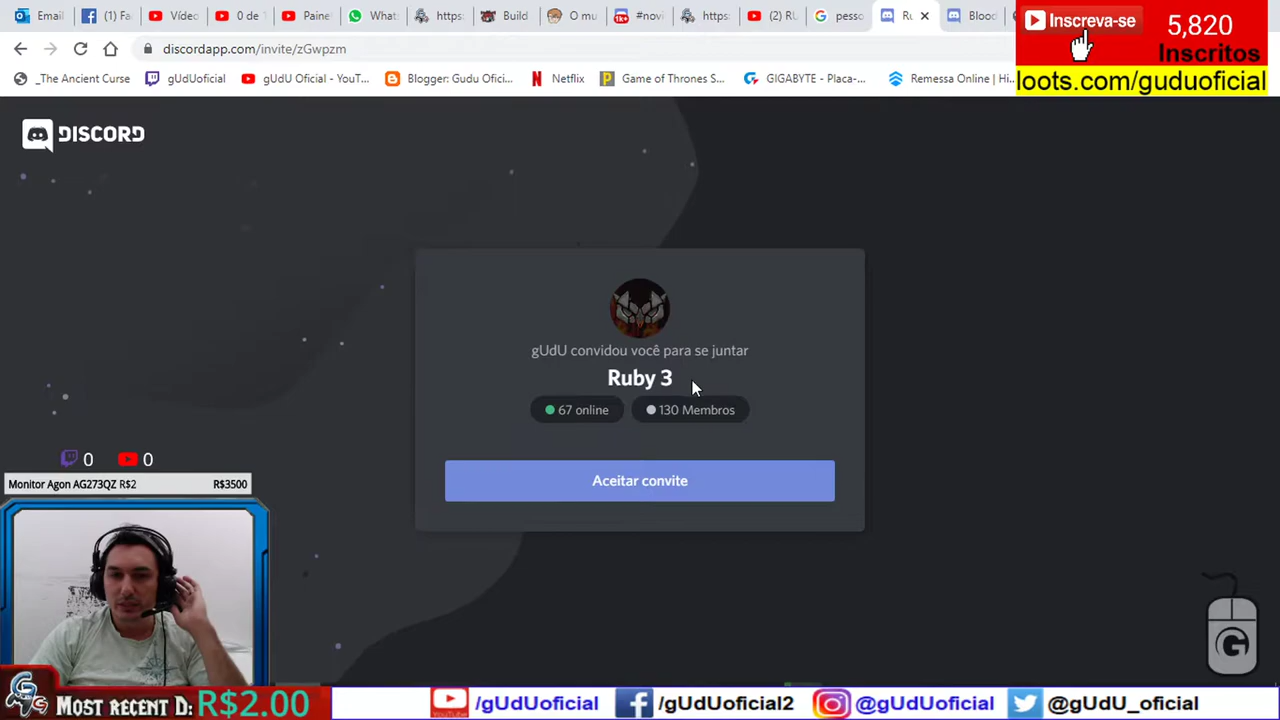 Email
(1) Fa
Vídeo
0 de
Paine
What
https:
Build
O mu
#novi
https:
(2) RU
pesso
Ru
Blood
discordapp.com/invite/zGwpzm
Inscreva-se
5,820
Inscritos
loots.com/guduoficial
_The Ancient Curse
gUdUoficial
gUdU Oficial - YouT...
Blogger: Gudu Ofici...
Netflix
Game of Thrones S...
GIGABYTE - Placa-...
Remessa Online | Hi...
DISCORD
gUdU convidou você para se juntar
Ruby 3
67 online
130 Membros
Aceitar convite
0
0
Monitor Agon AG273QZ R$2
R$3500
G
Most recent D: R$2.00
/gUdUoficial
/gUdUoficial2
@gUdUoficial
@gUdU_oficial